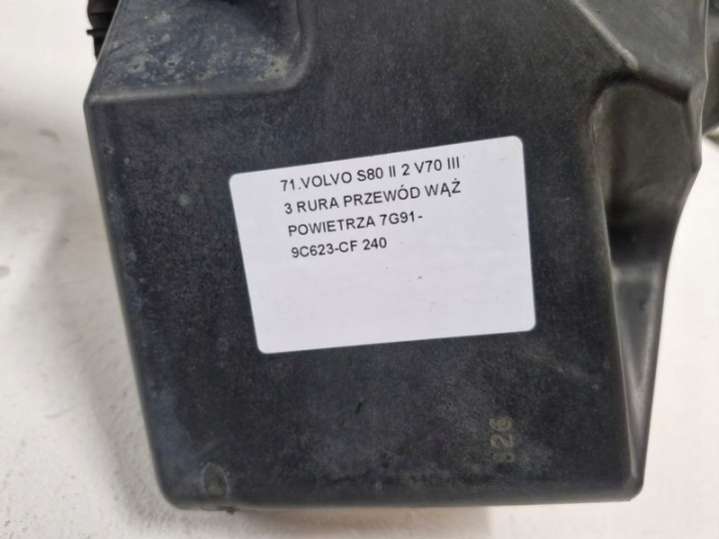 71.VOLVO S80 II 2 V70 III
3 RURA PRZEWÓD WĄŻ
POWIETRZA 7G91-
9C623-CF 240